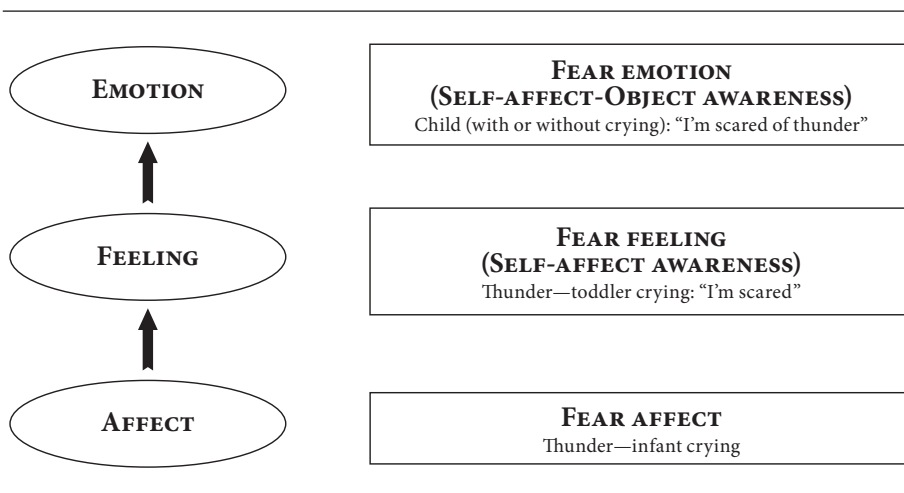 EMOTION
FEAR EMOTION
(SELF-AFFECT-OBJECT AWARENESS)
Child (with or without crying): “I’m scared of thunder”
FEELING
FEAR FEELING
(SELF-AFFECT AWARENESS)
Thunder—toddler crying: “I’m scared”
AFFECT
FEAR AFFECT
Thunder—infant crying